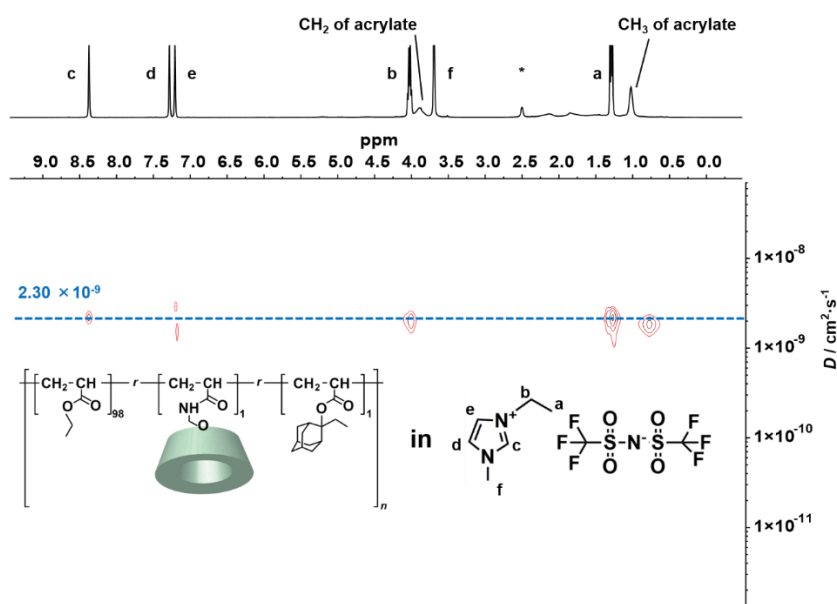 CH₂ of acrylate
CH₃ of acrylate
c d e b f * a
ppm
9.0 8.5 8.0 7.5 7.0 6.5 6.0 5.5 5.0 4.5 4.0 3.5 3.0 2.5 2.0 1.5 1.0 0.5 0.0
1×10⁻⁸
2.30 ×10⁻⁹
1×10⁻⁹
1×10⁻¹⁰
1×10⁻¹¹
D / cm²·s⁻¹
CH₂-CH r CH₂-CH r CH₂-CH
O O 98
NH O 1
O
O O 1
n
in
b
a
e
N⁺
d
c
N
f
F F F S O O N⁻ S O O F F F